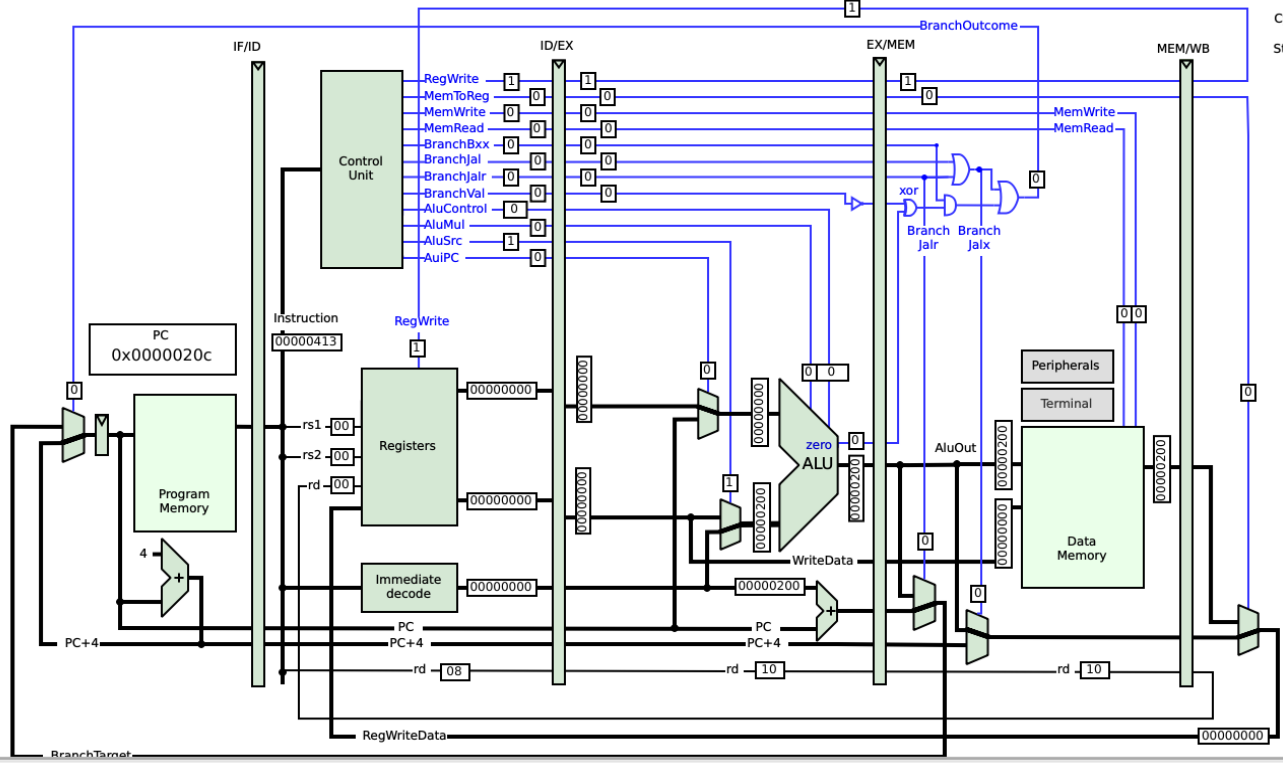 1
BranchOutcome
C
IF/ID
ID/EX
EX/MEM
MEM/WB
St
RegWrite 1 1 1
MemToReg 0 0 0
MemWrite 0 0 MemWrite
MemRead 0 0 MemRead
BranchBxx 0 0
BranchJal 0 0
BranchJalr 0 0
BranchVal 0 0
AluControl 0
AluMul 0
AluSrc 1
AuiPC 0
Control
Unit
xor
0
Branch
Jalr
Branch
Jalx
Instruction
00000413
RegWrite
1
PC
0x0000020c
0
0 0
0
0 0
0
Peripherals
Terminal
00000000
00000000
00000000
rs1 00
rs2 00
rd 00
Registers
00000000
00000000
zero 0
ALU
1
00000200
00000200
AluOut
00000000
00000000
00000200
0
Program
Memory
4
+
Data
Memory
WriteData
0
0
Immediate
decode
00000000
00000200
+
PC
PC
PC+4
PC+4
PC+4
rd 08
rd 10
rd 10
RegWriteData
00000000
BranchTarget